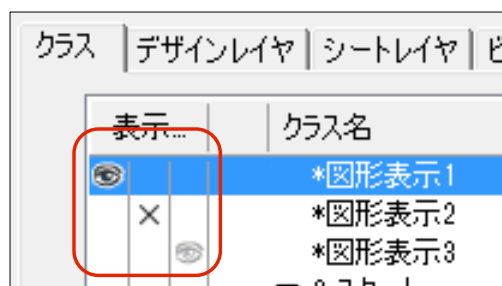 クラス デザインレイヤ シートレイヤ ビ
表示... クラス名
*図形表示1
*図形表示2
*図形表示3